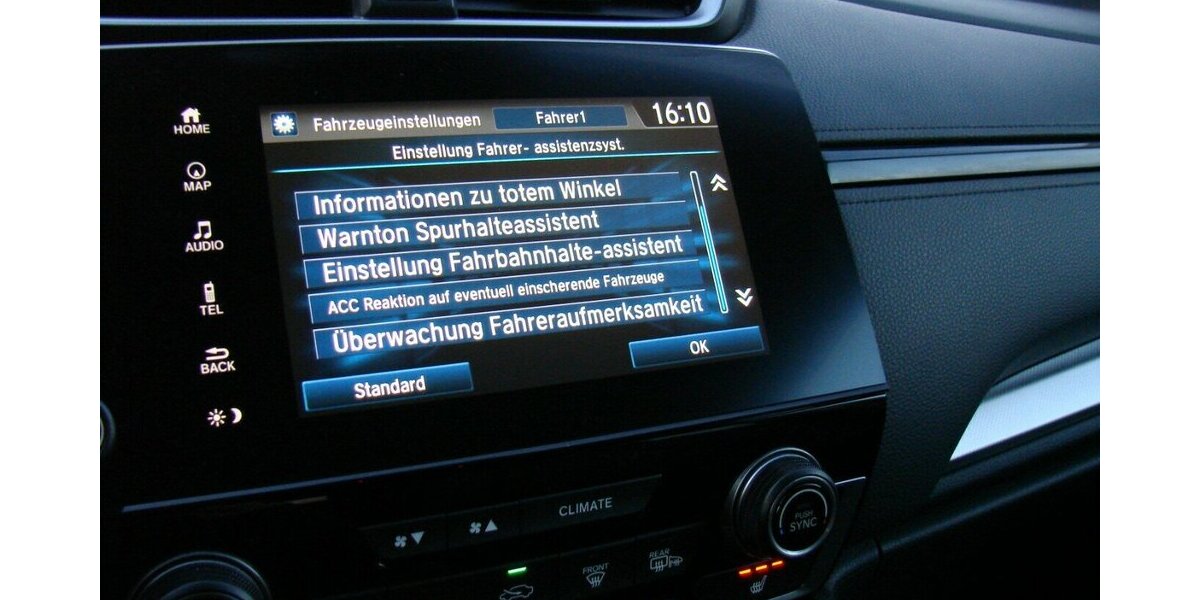 HOME
MAP
AUDIO
TEL
BACK
Fahrzeugeinstellungen
Fahrer1
16:10
Einstellung Fahrer- assistenzsyst.
Informationen zu totem Winkel
Warnton Spurhalteassistent
Einstellung Fahrbahnhalte-assistent
ACC Reaktion auf eventuell einscherende Fahrzeuge
Überwachung Fahreraufmerksamkeit
Standard
OK
CLIMATE
PUSH
SYNC
FRONT
REAR